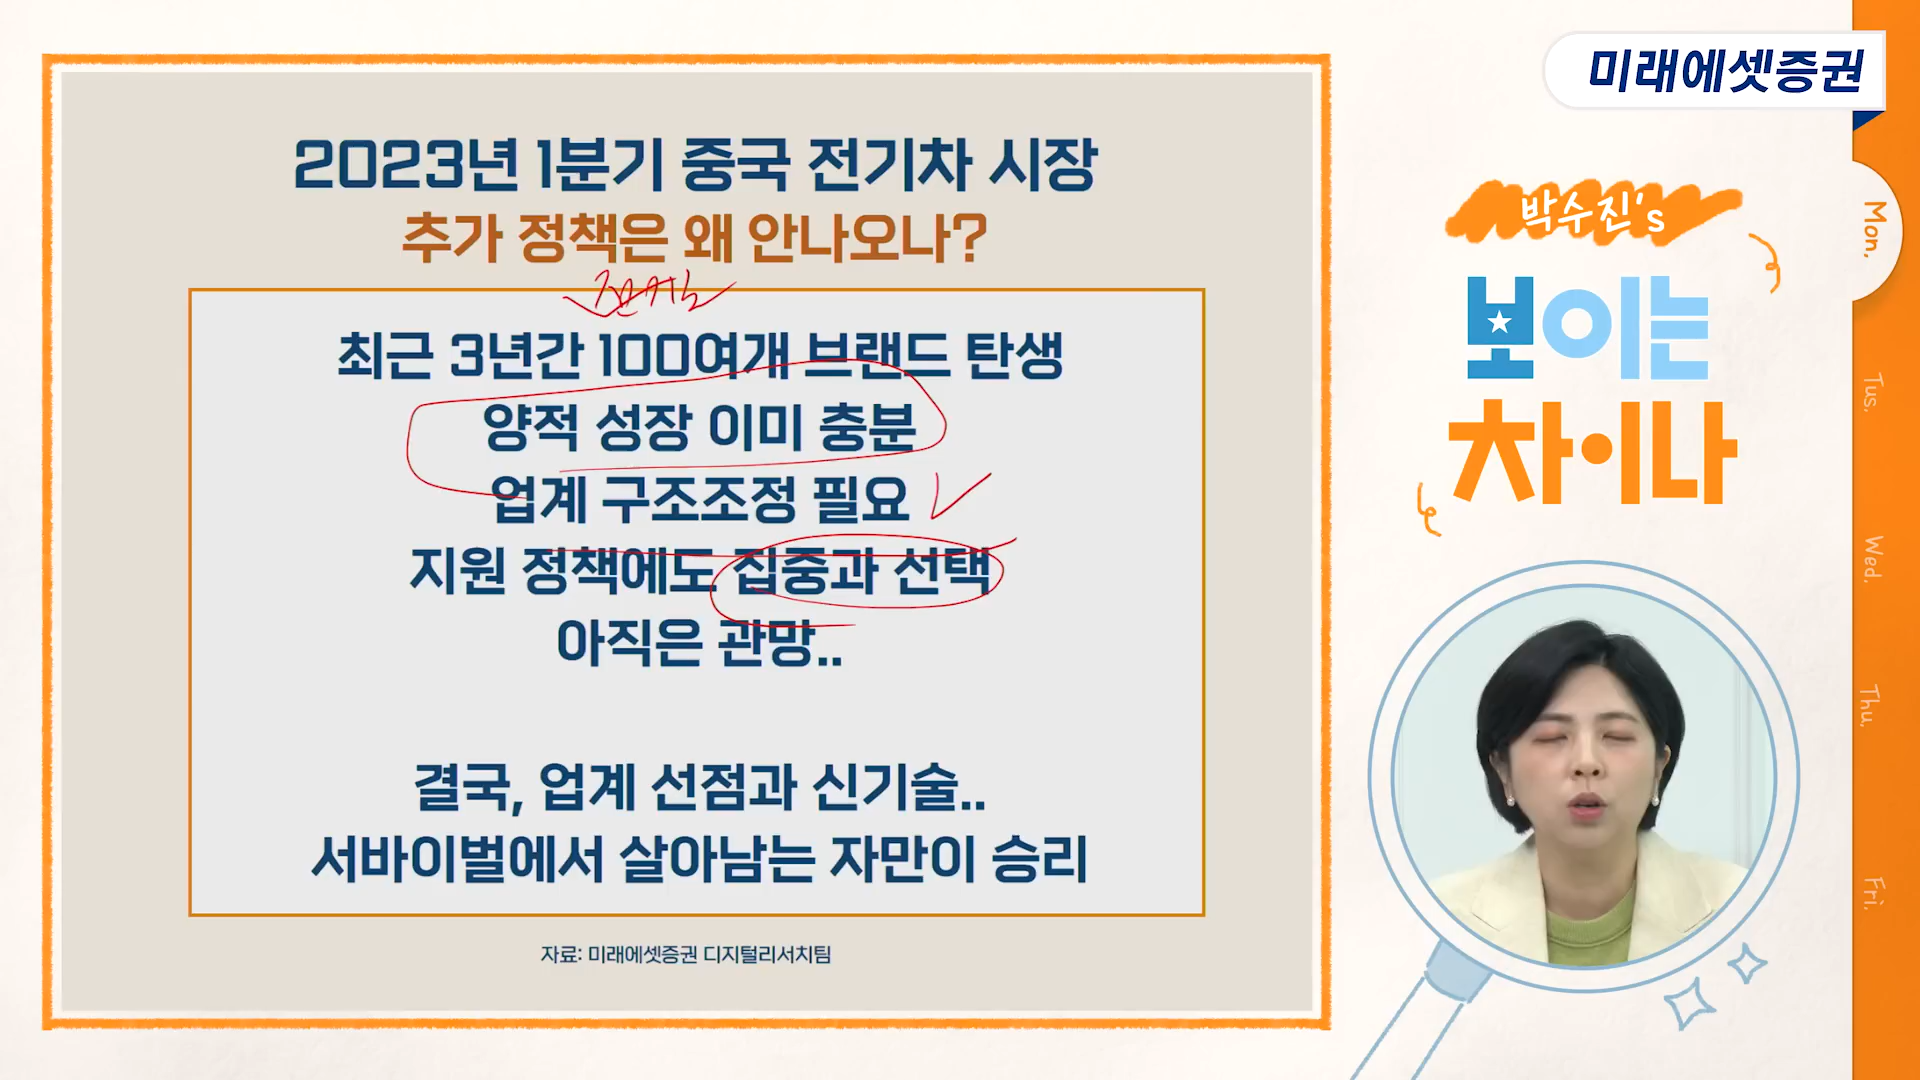 미래에셋증권
2023년 1분기 중국 전기차 시장
추가 정책은 왜 안나오나?
최근 3년간 100여개 브랜드 탄생
양적 성장 이미 충분
업계 구조조정 필요
지원 정책에도 집중과 선택
아직은 관망..
결국, 업계 선점과 신기술..
서바이벌에서 살아남는 자만이 승리
자료: 미래에셋증권 디지털리서치팀
박수진's
보이는
차이나
Mon.
Tus.
Wed.
Thu.
Fri.